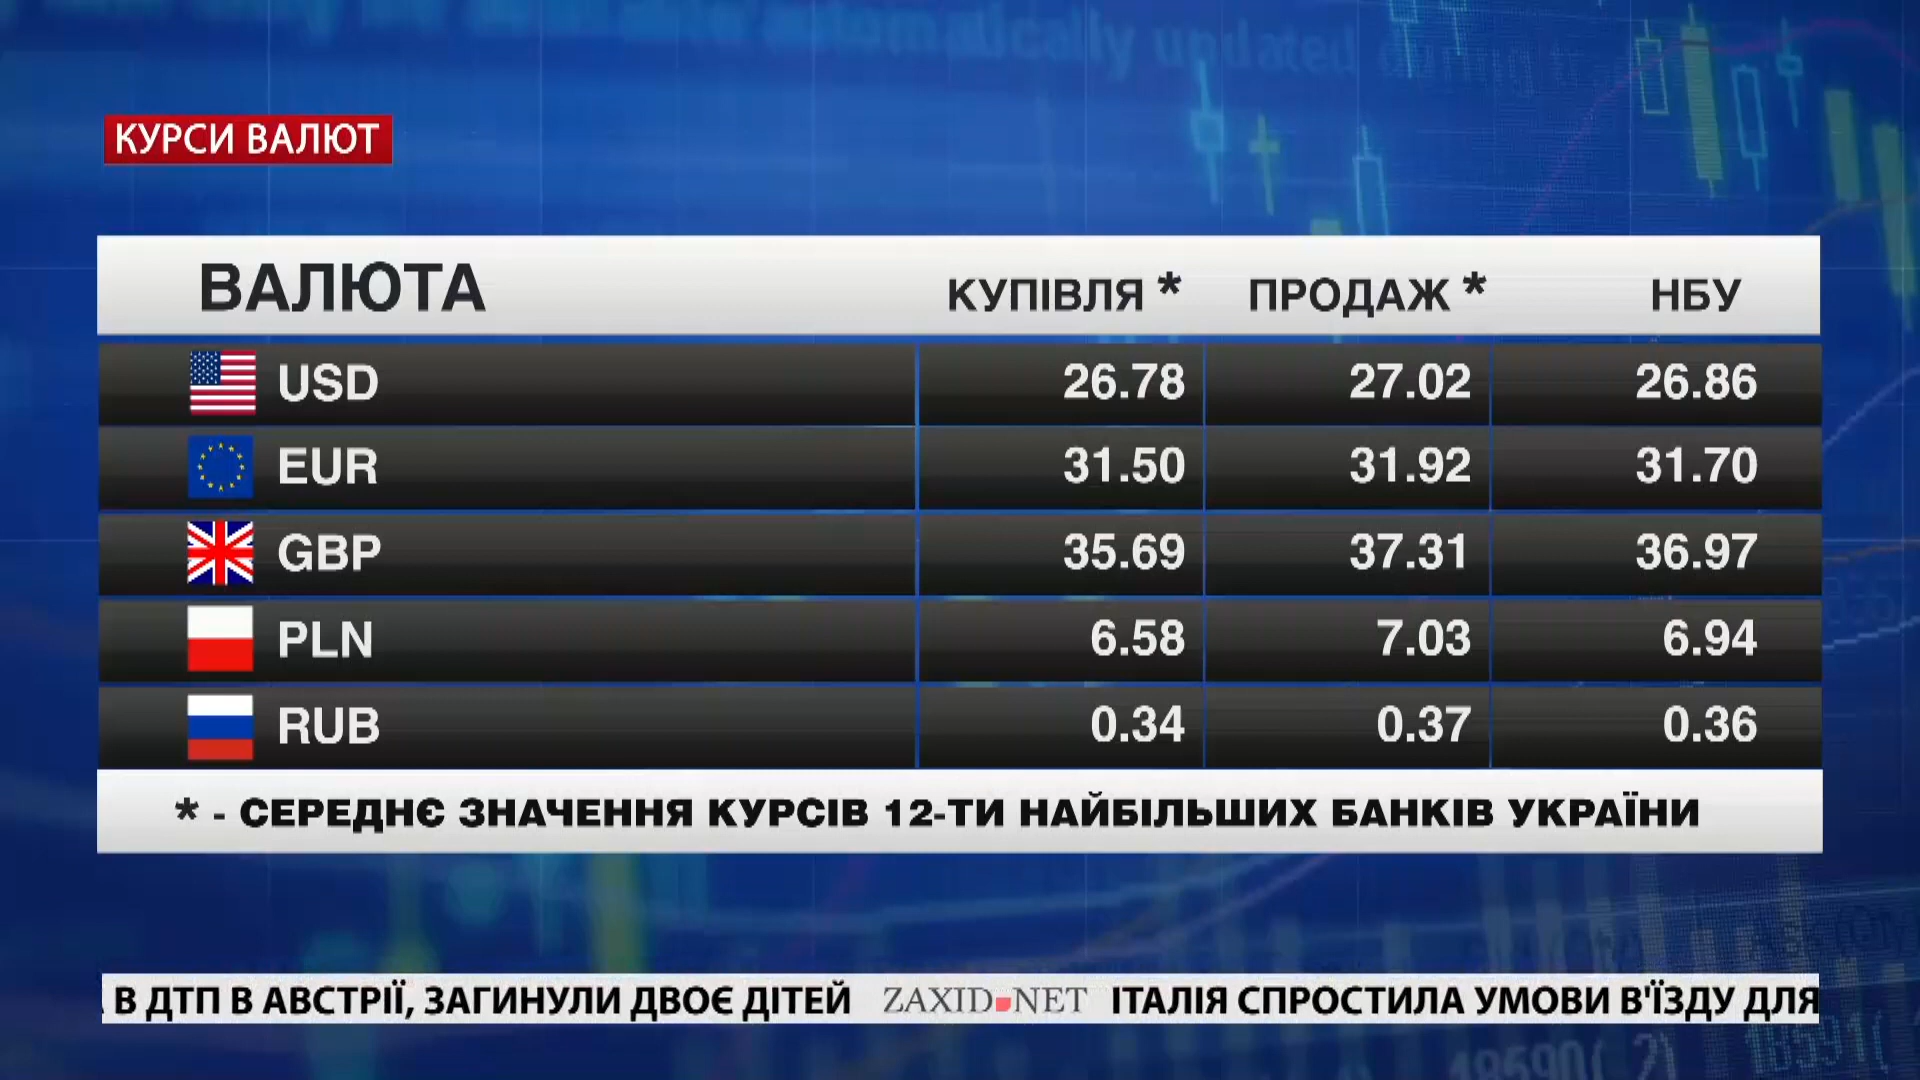 automatically updated during
КУРСИ ВАЛЮТ
ВАЛЮТА КУПІВЛЯ * ПРОДАЖ * НБУ
USD 26.78 27.02 26.86
EUR 31.50 31.92 31.70
GBP 35.69 37.31 36.97
PLN 6.58 7.03 6.94
RUB 0.34 0.37 0.36
* - СЕРЕДНЄ ЗНАЧЕННЯ КУРСІВ 12-ТИ НАЙБІЛЬШИХ БАНКІВ УКРАЇНИ
В ДТП В АВСТРІЇ, ЗАГИНУЛИ ДВОЄ ДІТЕЙ ZAXID.NET ІТАЛІЯ СПРОСТИЛА УМОВИ В'ЇЗДУ ДЛЯ